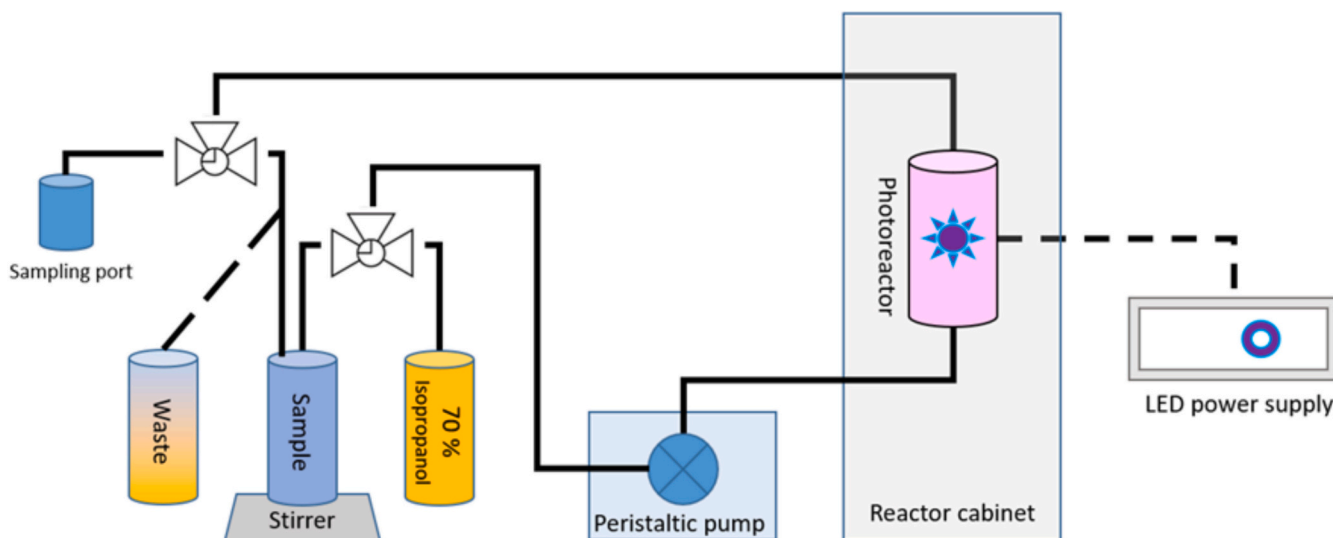 Sampling port
Waste
Sample
70 %
Isopropanol
Stirrer
Peristaltic pump
Photoreactor
Reactor cabinet
LED power supply